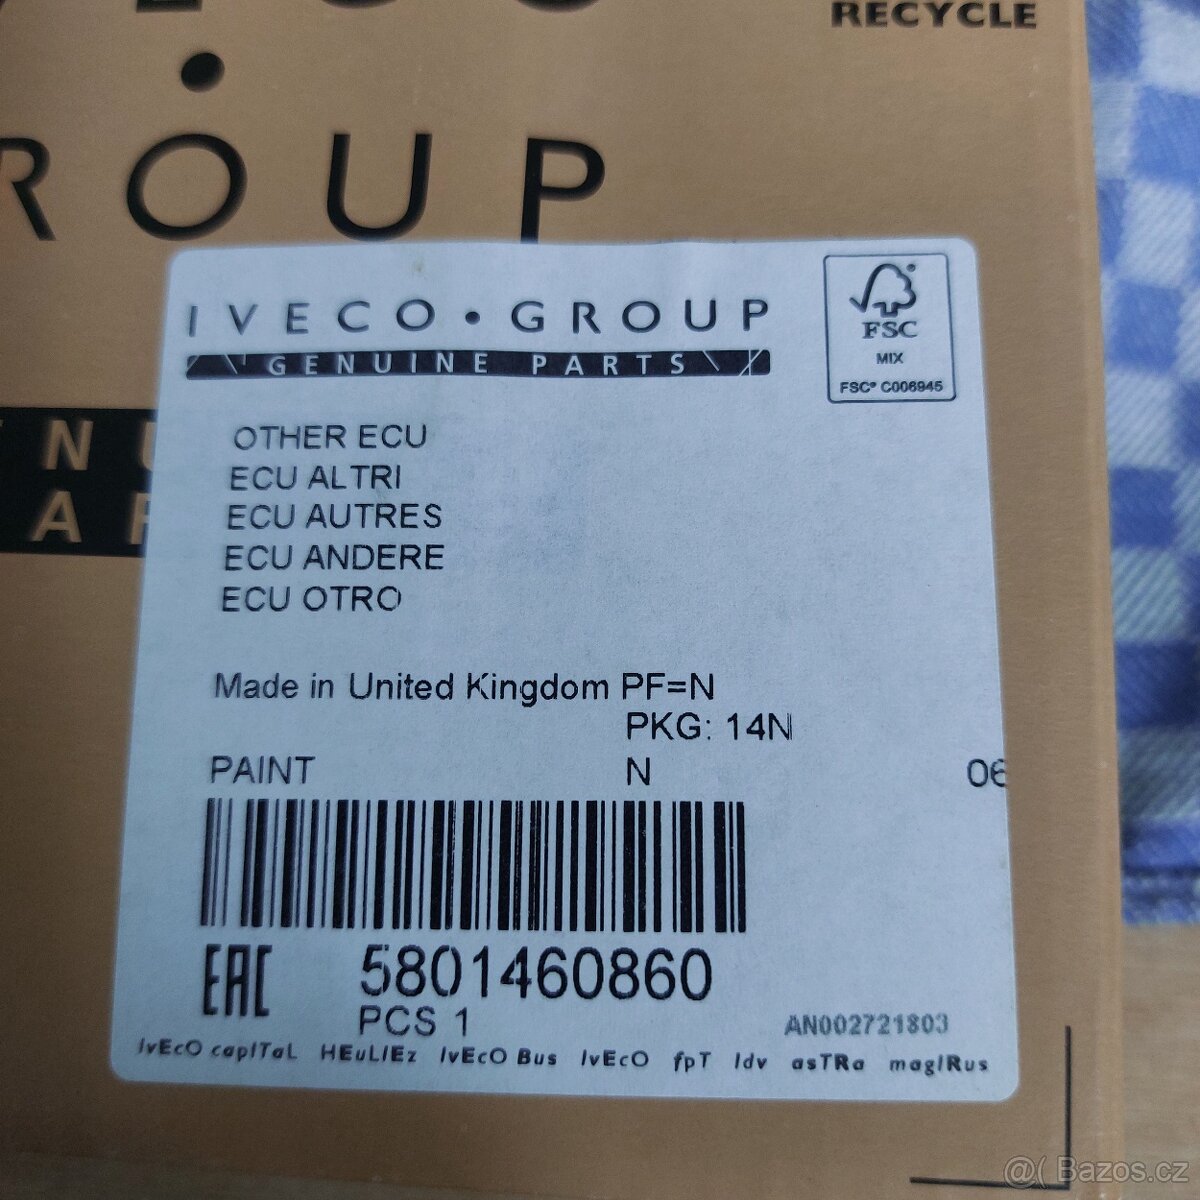 RECYCLE
ROUP
IVECO • GROUP
GENUINE PARTS
FSC
MIX
FSC® C006945
OTHER ECU
ECU ALTRI
ECU AUTRES
ECU ANDERE
ECU OTRO
Made in United Kingdom PF=N
PKG: 14N
PAINT N 06
EAC 5801460860
PCS 1
AN002721803
IvEcO capITaL HEuLIEz IvEcO Bus IvEcO fpT Idv asTRa magIRus
@( Bazos.cz